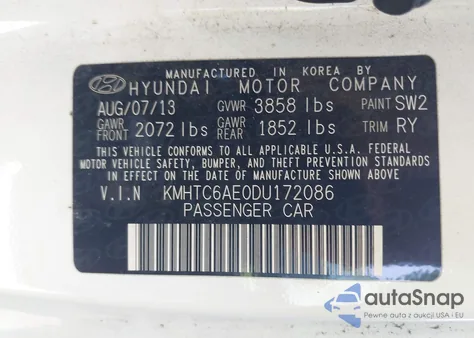 MANUFACTURED IN KOREA BY
HYUNDAI MOTOR COMPANY
AUG/07/13 GVWR 3858 lbs PAINT SW2
GAWR FRONT 2072 lbs GAWR REAR 1852 lbs TRIM RY
THIS VEHICLE CONFORMS TO ALL APPLICABLE U.S.A. FEDERAL
MOTOR VEHICLE SAFETY, BUMPER, AND THEFT PREVENTION STANDARDS
IN EFFECT ON THE DATE OF MANUFACTURE SHOWN ABOVE.
V.I.N KMHTC6AE0DU172086
PASSENGER CAR
autoSnap
Pewne auta z aukcji USA i EU